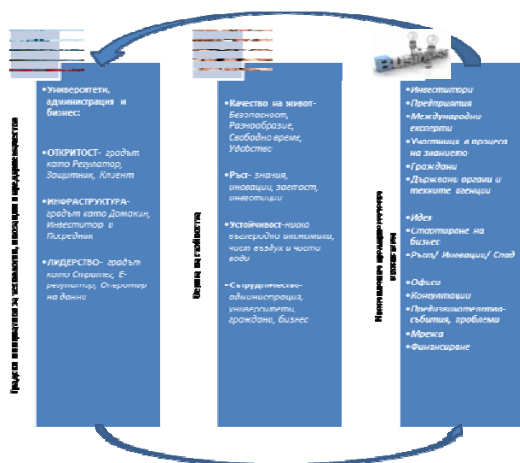 •Университети,
администрация и
бизнес:
ОТКРИТОСТ- градът
като Регулатор,
Защитник, Клиент
•ИНФРАСТРУКТУРА-
градът като Домакин,
Инвеститор и
Посредник
•ЛИДЕРСТВО- градът
като Стратег, Е-
регулатор, Оператор
на данни
•Качество на живот-
Безопасност,
Разнообразие,
Свободно време,
Удобство
•Ръст- знания,
иновации, заетост,
инвестиции
•Устойчивост-ниско
въглеродна икономика,
чист въздух и чисти
води
•Сътрудничество-
администрация,
университети,
граждани, бизнес
•Инвеститори
•Предприятия
•Международни
експерти
•Участници в процеса
на знанието
•Граждани
•Държавни органи и
техните агенции
•Идея
•Стартиране на
бизнес
•Ръст/ Иновации/ Спад
•Офиси
•Консултации
•Предизвикателства-
събития, проблеми
•Мрежа
•Финансиране